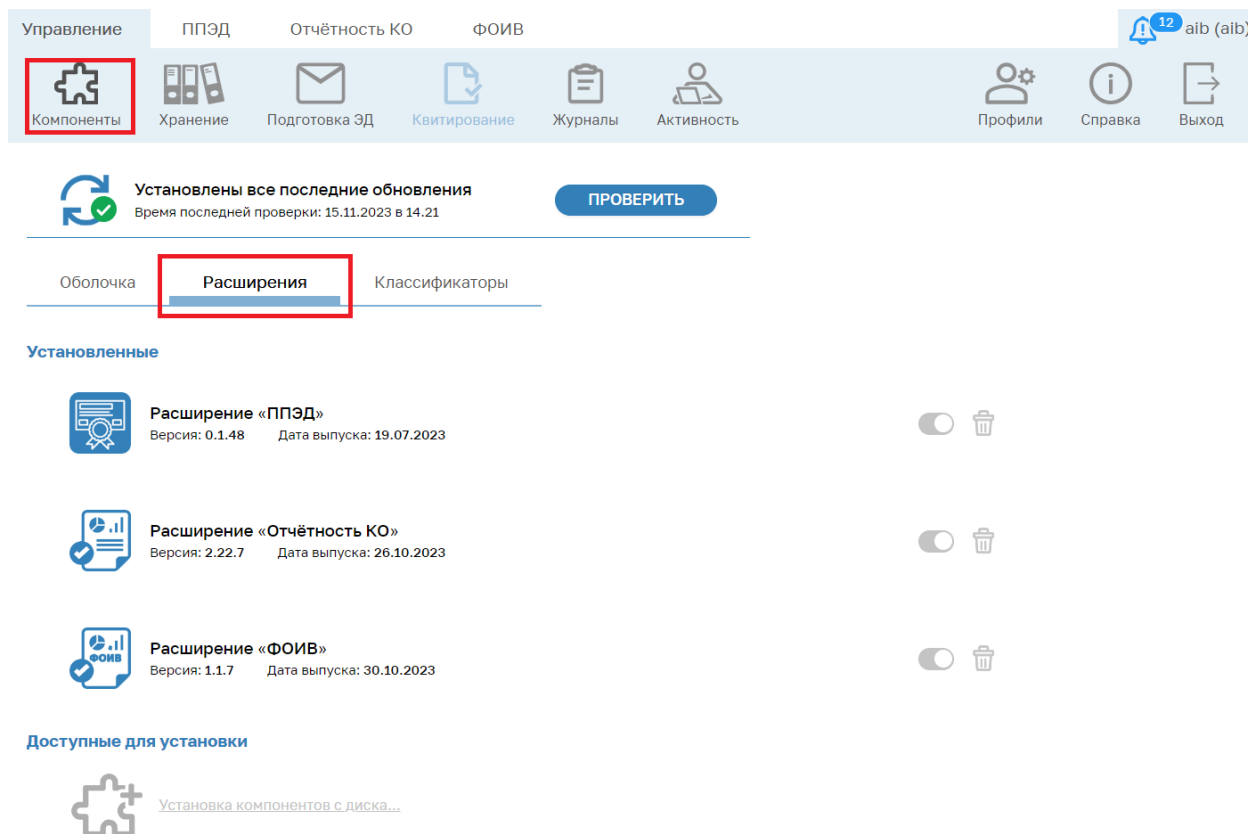 Управление ППЭД Отчётность КО ФОИВ 12 aib (aib)
Компоненты Хранение Подготовка ЭД Квитирование Журналы Активность Профили Справка Выход
Установлены все последние обновления
Время последней проверки: 15.11.2023 в 14.21
ПРОВЕРИТЬ
Оболочка Расширения Классификаторы
Установленные
Расширение «ППЭД»
Версия: 0.1.48 Дата выпуска: 19.07.2023
Расширение «Отчётность КО»
Версия: 2.22.7 Дата выпуска: 26.10.2023
ФОИВ
Расширение «ФОИВ»
Версия: 1.1.7 Дата выпуска: 30.10.2023
Доступные для установки
Установка компонентов с диска...